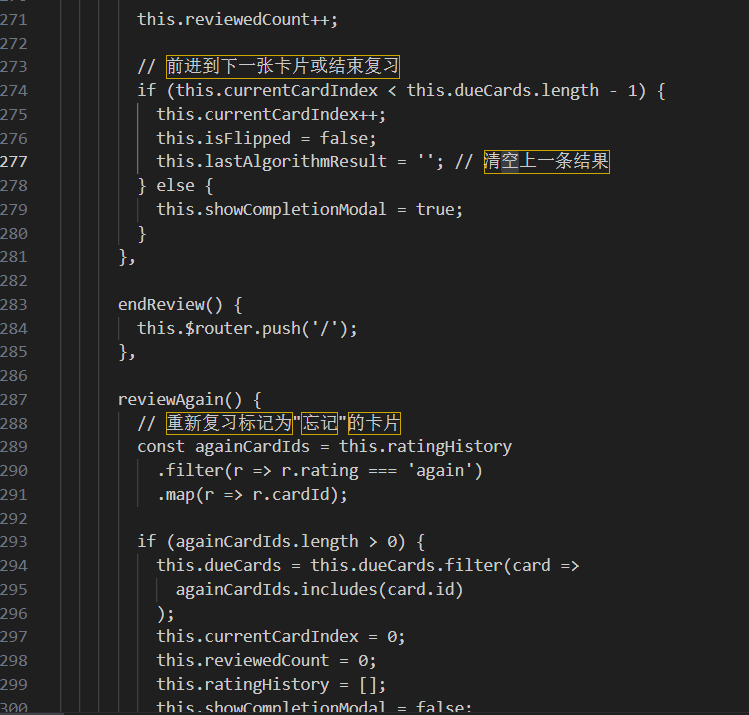 271 this.reviewedCount++;
272
273 // 前进到下一张卡片或结束复习
274 if (this.currentCardIndex < this.dueCards.length - 1) {
275 this.currentCardIndex++;
276 this.isFlipped = false;
277 this.lastAlgorithmResult = ''; // 清空上一条结果
278 } else {
279 this.showCompletionModal = true;
280 }
281 },
282
283 endReview() {
284 this.$router.push('/');
285 },
286
287 reviewAgain() {
288 // 重新复习标记为"忘记"的卡片
289 const againCardIds = this.ratingHistory
290 .filter(r => r.rating === 'again')
291 .map(r => r.cardId);
292
293 if (againCardIds.length > 0) {
294 this.dueCards = this.dueCards.filter(card =>
295 againCardIds.includes(card.id)
296 );
297 this.currentCardIndex = 0;
298 this.reviewedCount = 0;
299 this.ratingHistory = [];
300 this.showCompletionModal = false;